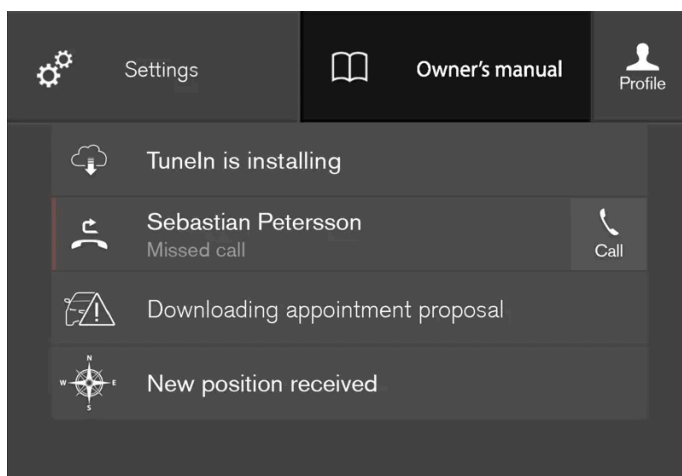 Settings
Owner's manual
Profile
TuneIn is installing
Sebastian Petersson
Missed call
Call
Downloading appointment proposal
N
W E
S
New position received